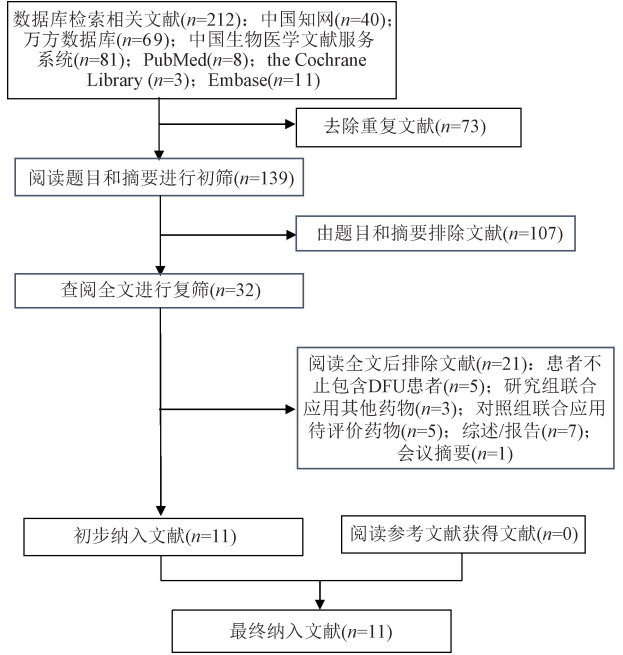 数据库检索相关文献(n=212)：中国知网(n=40)；
万方数据库(n=69)；中国生物医学文献服务
系统(n=81)；PubMed(n=8)；the Cochrane
Library (n=3)；Embase(n=11)
去除重复文献(n=73)
阅读题目和摘要进行初筛(n=139)
由题目和摘要排除文献(n=107)
查阅全文进行复筛(n=32)
阅读全文后排除文献(n=21)：患者不
止包含DFU患者(n=5)；研究组联合
应用其他药物(n=3)；对照组联合应用
待评价药物(n=5)；综述/报告(n=7)；
会议摘要(n=1)
初步纳入文献(n=11)
阅读参考文献获得文献(n=0)
最终纳入文献(n=11)